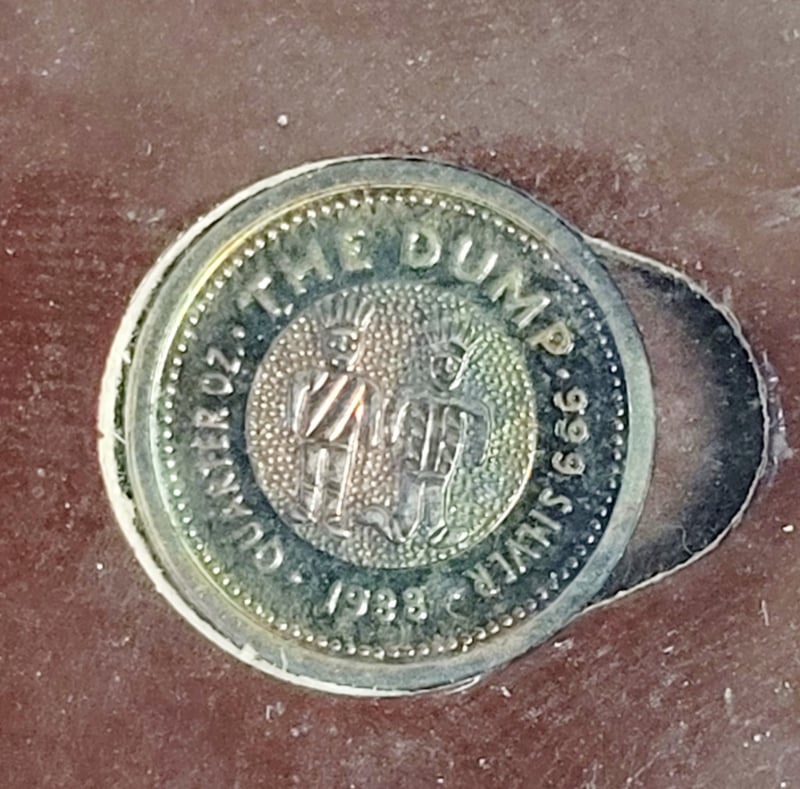 THE DUMP · 999 SILVER · 1988 · QUARTER OZ. ·